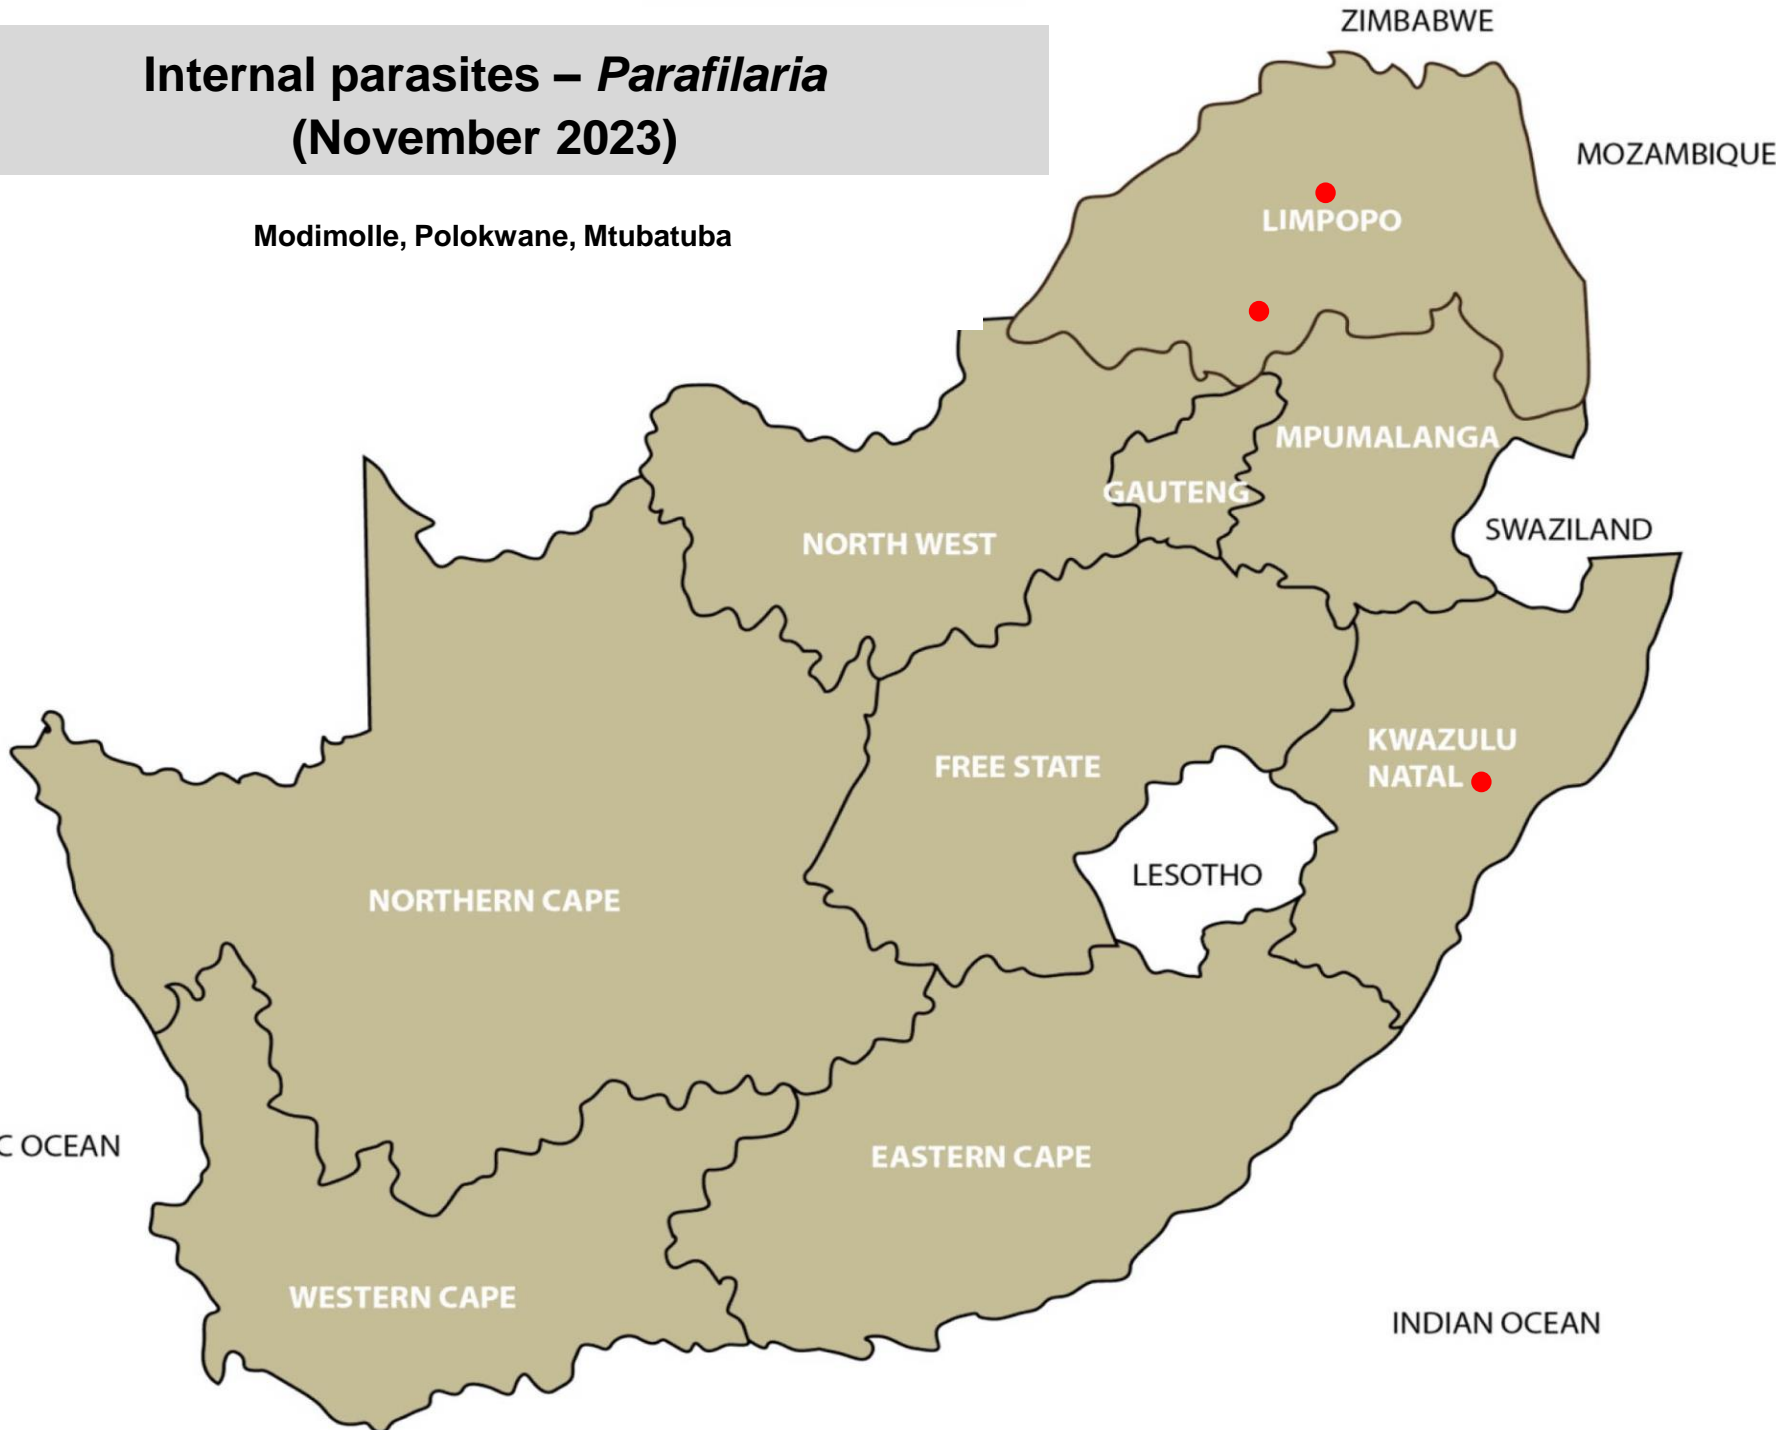 ZIMBABWE
Internal parasites – Parafilaria
(November 2023)
MOZAMBIQUE
LIMPOPO
Modimolle, Polokwane, Mtubatuba
MPUMALANGA
GAUTENG
SWAZILAND
NORTH WEST
KWAZULU
NATAL
FREE STATE
LESOTHO
NORTHERN CAPE
C OCEAN
EASTERN CAPE
WESTERN CAPE
INDIAN OCEAN